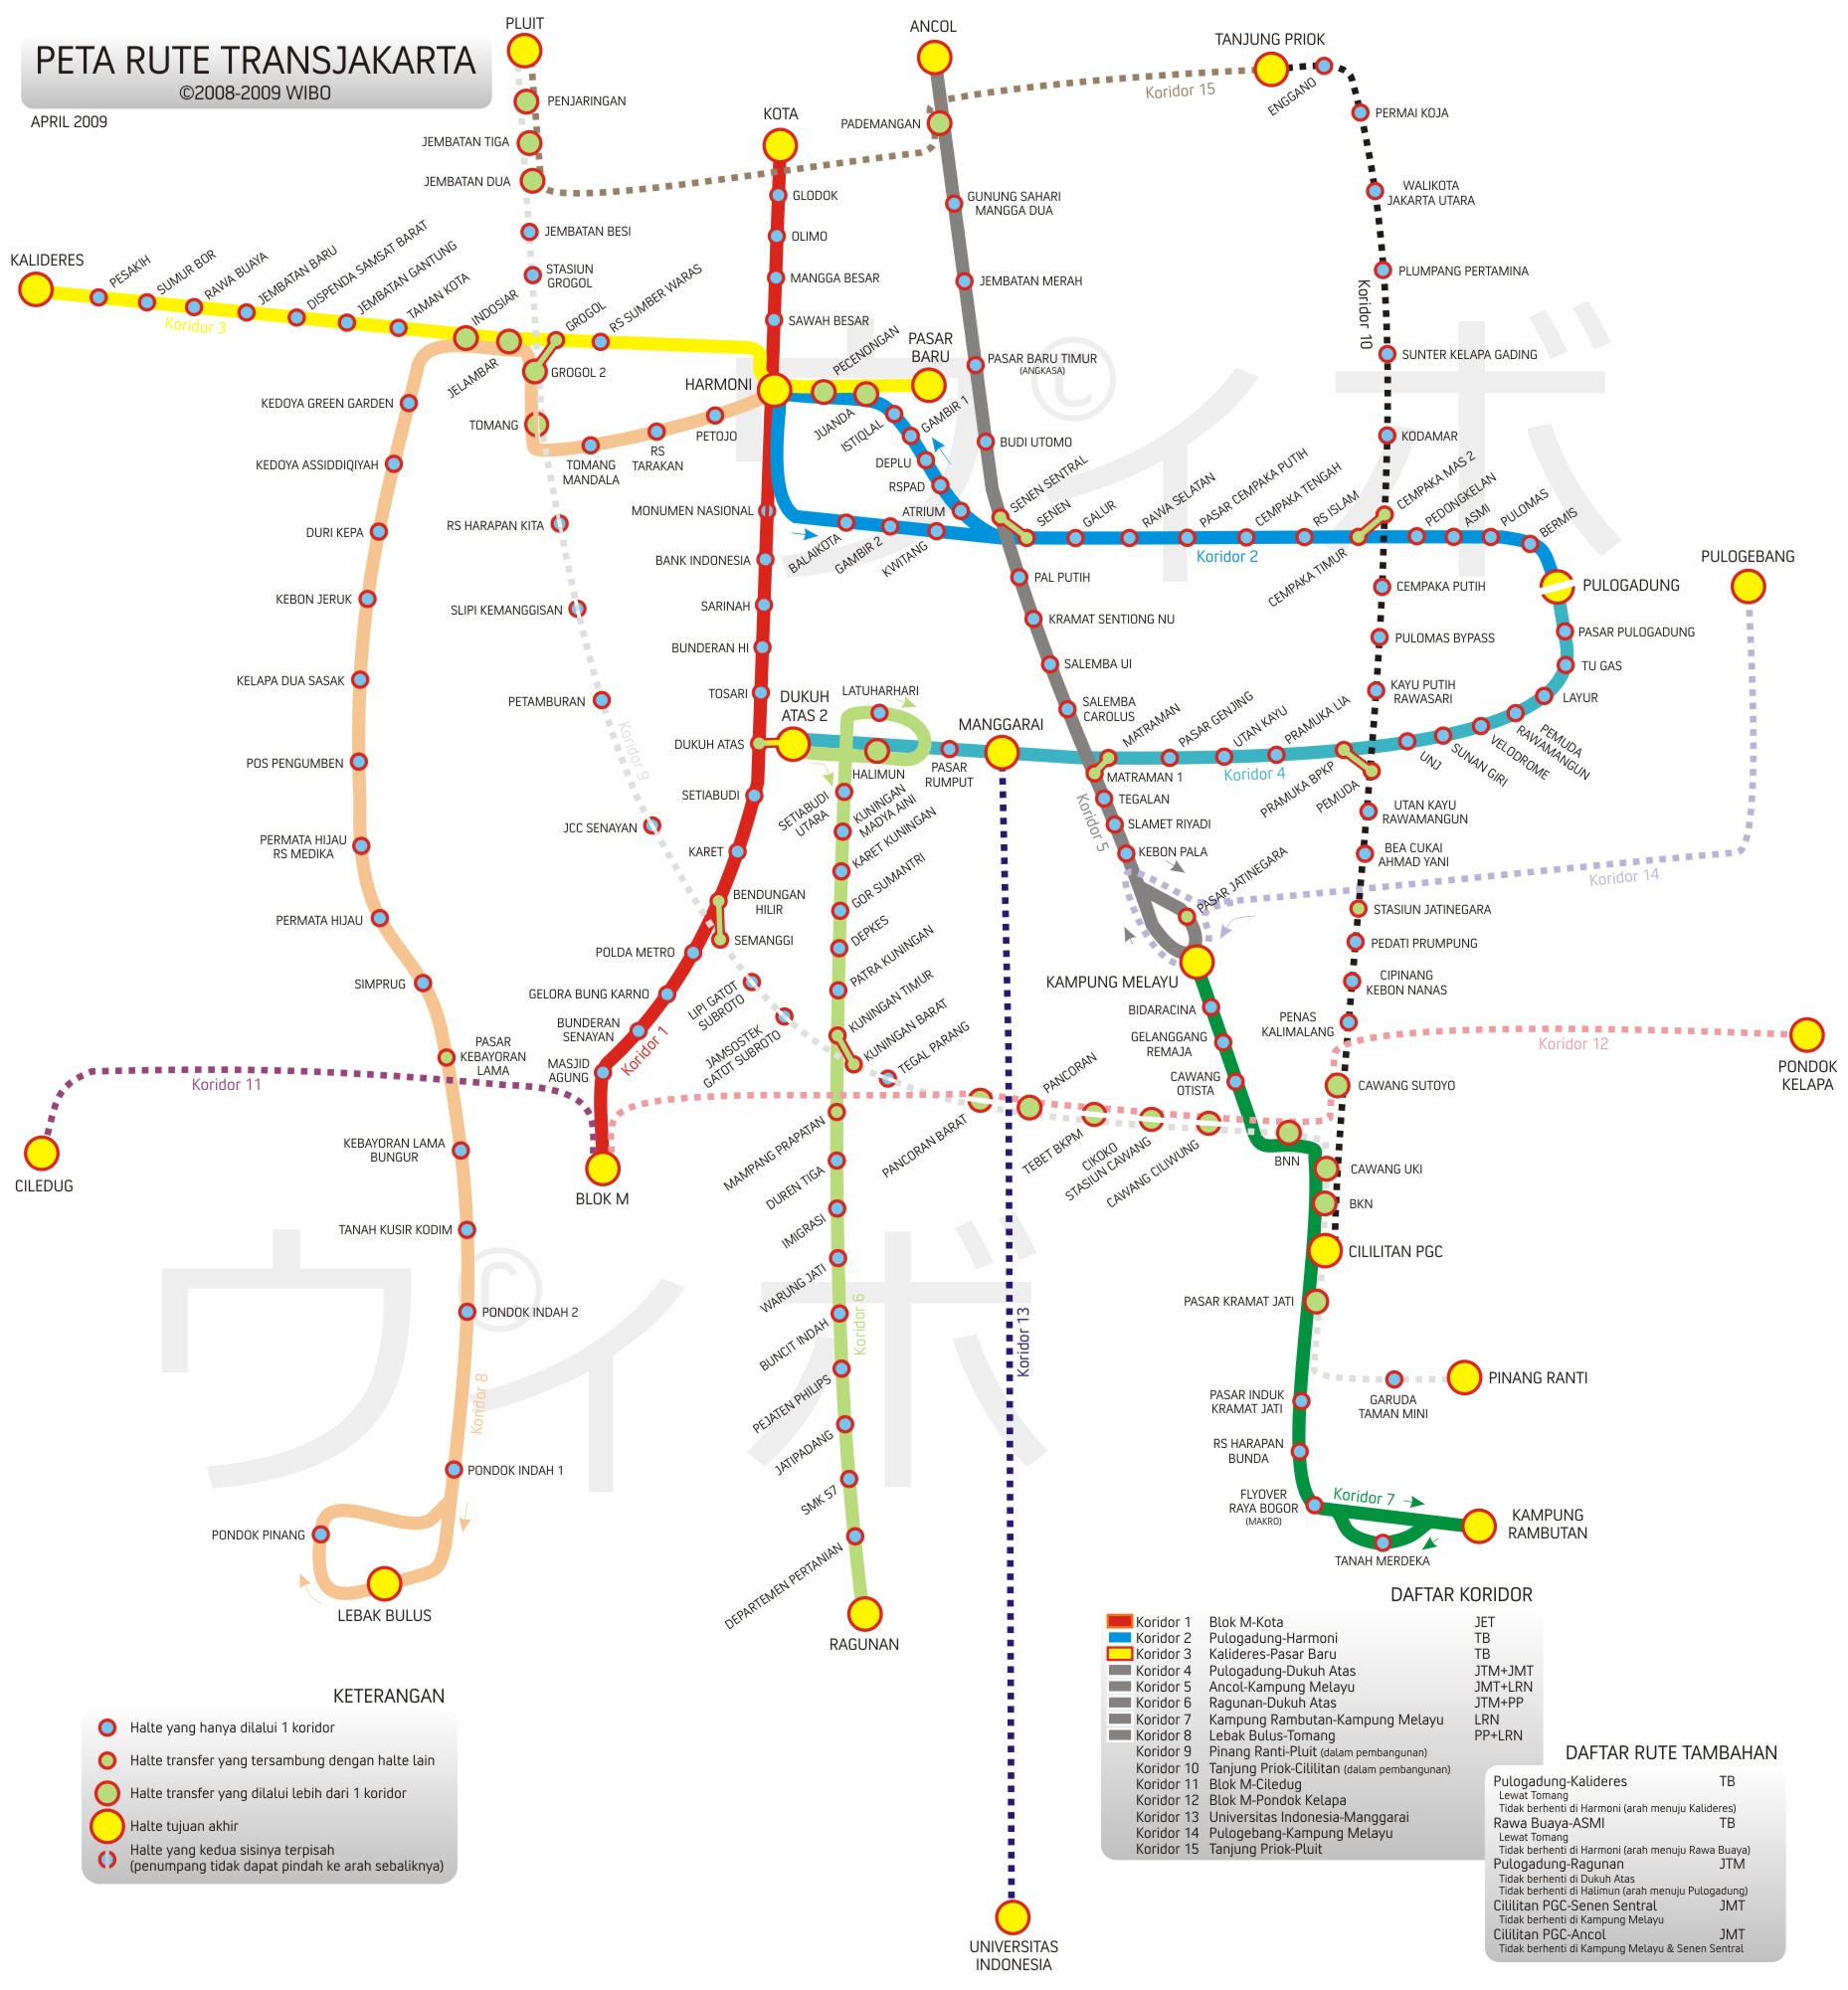 PETA RUTE TRANSJAKARTA
©2008-2009 WIBO
APRIL 2009
PLUIT
PENJARINGAN
JEMBATAN TIGA
JEMBATAN DUA
JEMBATAN BESI
STASIUN
GROGOL
ANCOL
PADEMANGAN
TANJUNG PRIOK
ENGGANO
Koridor 15
PERMAI KOJA
WALIKOTA
JAKARTA UTARA
PLUMPANG PERTAMINA
Koridor 10
SUNTER KELAPA GADING
KODAMAR
KOTA
GLODOK
OLIMO
MANGGA BESAR
SAWAH BESAR
GUNUNG SAHARI
MANGGA DUA
JEMBATAN MERAH
PASAR BARU TIMUR
(ANGKASA)
BUDI UTOMO
KALIDERES
PESAKIH
SUMUR BOR
RAWA BUAYA
JEMBATAN BARU
DISPENDA SAMSAT BARAT
JEMBATAN GANTUNG
TAMAN KOTA
INDOSIAR
JELAMBAR
GROGOL
RS SUMBER WARAS
Koridor 3
GROGOL 2
TOMANG
TOMANG
MANDALA
RS
TARAKAN
PETOJO
HARMONI
PECENONGAN
JUANDA
PASAR
BARU
ISTIQLAL
GAMBIR 1
DEPLU
RSPAD
ATRIUM
BALAIKOTA
GAMBIR 2
KWITANG
SENEN SENTRAL
SENEN
GALUR
RAWA SELATAN
PASAR CEMPAKA PUTIH
CEMPAKA TENGAH
RS ISLAM
CEMPAKA TIMUR
CEMPAKA MAS 2
PEDONGKELAN
ASMI
PULOMAS
BERMIS
Koridor 2
PULOGADUNG
PULOGEBANG
PASAR PULOGADUNG
TU GAS
LAYUR
PEMUDA
RAWAMANGUN
VELODROME
SUNAN GIRI
UNJ
PRAMUKA BPKP
PEMUDA
PRAMUKA LIA
UTAN KAYU
PASAR GENJING
MATRAMAN
Koridor 4
MANGGARAI
PASAR
RUMPUT
HALIMUN
LATUHARHARI
DUKUH
ATAS 2
DUKUH ATAS
MONUMEN NASIONAL
BANK INDONESIA
SARINAH
BUNDERAN HI
TOSARI
SETIABUDI
KARET
BENDUNGAN
HILIR
SEMANGGI
POLDA METRO
GELORA BUNG KARNO
BUNDERAN
SENAYAN
MASJID
AGUNG
Koridor 1
BLOK M
KEDOYA GREEN GARDEN
KEDOYA ASSIDDIQIYAH
DURI KEPA
KEBON JERUK
KELAPA DUA SASAK
POS PENGUMBEN
PERMATA HIJAU
RS MEDIKA
PERMATA HIJAU
SIMPRUG
PASAR
KEBAYORAN
LAMA
KEBAYORAN LAMA
BUNGUR
TANAH KUSIR KODIM
PONDOK INDAH 2
Koridor 8
PONDOK INDAH 1
PONDOK PINANG
LEBAK BULUS
Koridor 11
CILEDUG
RS HARAPAN KITA
SLIPI KEMANGGISAN
PETAMBURAN
Koridor 9
JCC SENAYAN
LIPI GATOT
SUBROTO
JAMSOSTEK
GATOT SUBROTO
SETIABUDI
UTARA
KUNINGAN
MADYA AINI
KARET KUNINGAN
GOR SUMANTRI
DEPKES
PATRA KUNINGAN
KUNINGAN TIMUR
KUNINGAN BARAT
TEGAL PARANG
PANCORAN BARAT
PANCORAN
TEBET BKPM
CIKOKO
STASIUN CAWANG
CAWANG CILIWUNG
MAMPANG PRAPATAN
DUREN TIGA
IMIGRASI
WARUNG JATI
BUNCIT INDAH
PEJATEN PHILIPS
JATIPADANG
SMK 57
DEPARTEMEN PERTANIAN
Koridor 6
RAGUNAN
Koridor 13
UNIVERSITAS
INDONESIA
PAL PUTIH
KRAMAT SENTIONG NU
SALEMBA UI
SALEMBA
CAROLUS
MATRAMAN 1
TEGALAN
SLAMET RIYADI
KEBON PALA
Koridor 5
PASAR JATINEGARA
KAMPUNG MELAYU
Koridor 14
CEMPAKA PUTIH
PULOMAS BYPASS
KAYU PUTIH
RAWASARI
UTAN KAYU
RAWAMANGUN
BEA CUKAI
AHMAD YANI
STASIUN JATINEGARA
PEDATI PRUMPUNG
CIPINANG
KEBON NANAS
PENAS
KALIMALANG
Koridor 12
PONDOK
KELAPA
CAWANG SUTOYO
BIDARACINA
GELANGGANG
REMAJA
CAWANG
OTISTA
BNN
CAWANG UKI
BKN
CILILITAN PGC
PASAR KRAMAT JATI
PINANG RANTI
GARUDA
TAMAN MINI
PASAR INDUK
KRAMAT JATI
RS HARAPAN
BUNDA
FLYOVER
RAYA BOGOR
(MAKRO)
Koridor 7
TANAH MERDEKA
KAMPUNG
RAMBUTAN
ウィボ
©
ウィボ
©
KETERANGAN
Halte yang hanya dilalui 1 koridor
Halte transfer yang tersambung dengan halte lain
Halte transfer yang dilalui lebih dari 1 koridor
Halte tujuan akhir
Halte yang kedua sisinya terpisah
(penumpang tidak dapat pindah ke arah sebaliknya)
DAFTAR KORIDOR
Koridor 1 Blok M-Kota JET
Koridor 2 Pulogadung-Harmoni TB
Koridor 3 Kalideres-Pasar Baru TB
Koridor 4 Pulogadung-Dukuh Atas JTM+JMT
Koridor 5 Ancol-Kampung Melayu JMT+LRN
Koridor 6 Ragunan-Dukuh Atas JTM+PP
Koridor 7 Kampung Rambutan-Kampung Melayu LRN
Koridor 8 Lebak Bulus-Tomang PP+LRN
Koridor 9 Pinang Ranti-Pluit (dalam pembangunan)
Koridor 10 Tanjung Priok-Cililitan (dalam pembangunan)
Koridor 11 Blok M-Ciledug
Koridor 12 Blok M-Pondok Kelapa
Koridor 13 Universitas Indonesia-Manggarai
Koridor 14 Pulogebang-Kampung Melayu
Koridor 15 Tanjung Priok-Pluit
DAFTAR RUTE TAMBAHAN
Pulogadung-Kalideres TB
Lewat Tomang
Tidak berhenti di Harmoni (arah menuju Kalideres)
Rawa Buaya-ASMI TB
Lewat Tomang
Tidak berhenti di Harmoni (arah menuju Rawa Buaya)
Pulogadung-Ragunan JTM
Tidak berhenti di Dukuh Atas
Tidak berhenti di Halimun (arah menuju Pulogadung)
Cililitan PGC-Senen Sentral JMT
Tidak berhenti di Kampung Melayu
Cililitan PGC-Ancol JMT
Tidak berhenti di Kampung Melayu & Senen Sentral